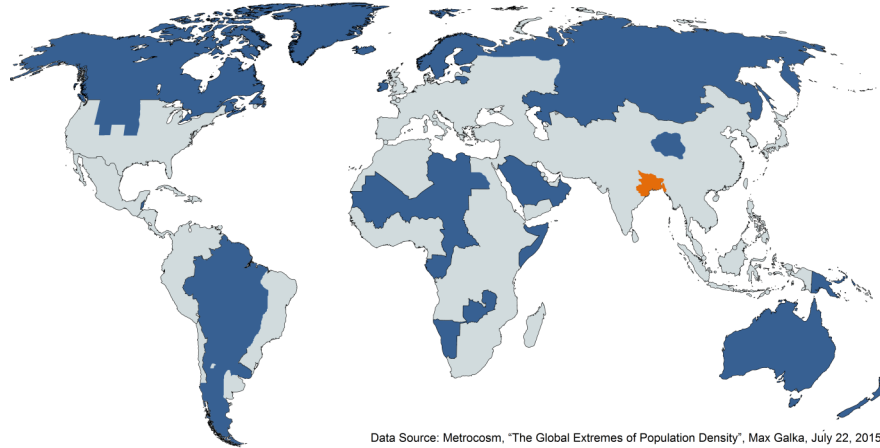 Data Source: Metrocosm, "The Global Extremes of Population Density", Max Galka, July 22, 2015